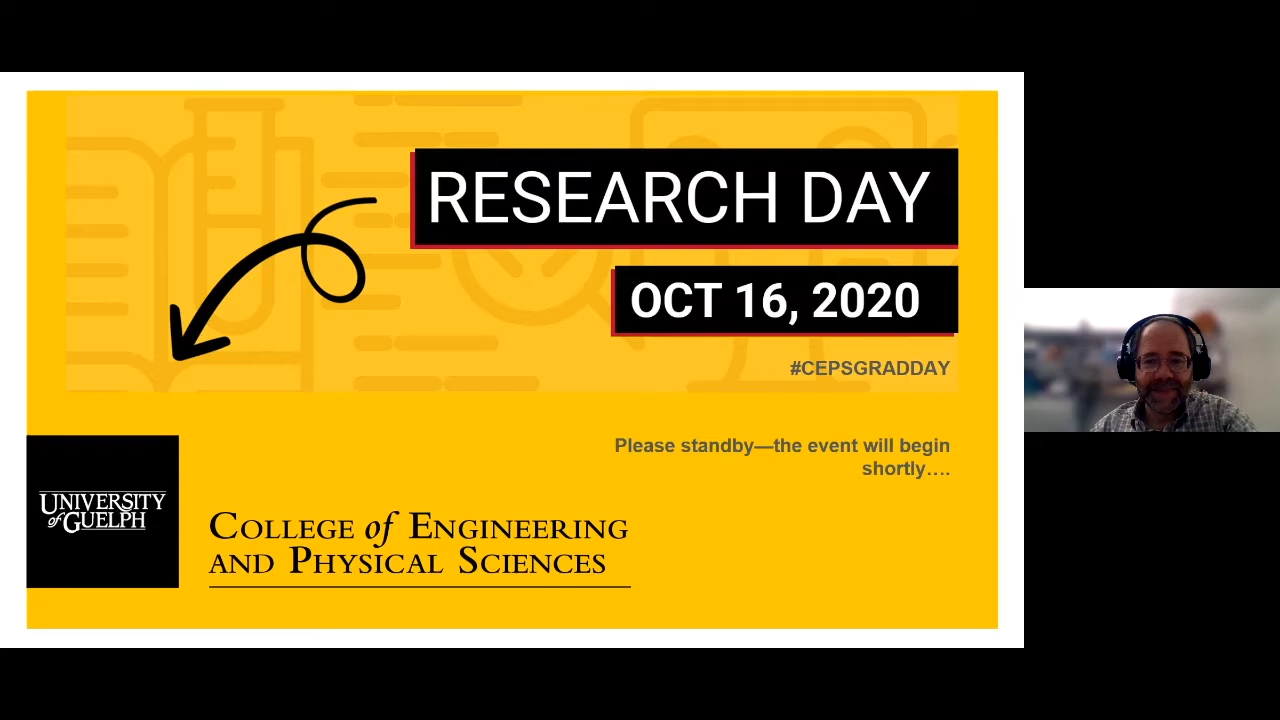 RESEARCH DAY
OCT 16, 2020
#CEPSGRADDAY
Please standby—the event will begin
shortly....
UNIVERSITY
of GUELPH
COLLEGE of ENGINEERING
AND PHYSICAL SCIENCES